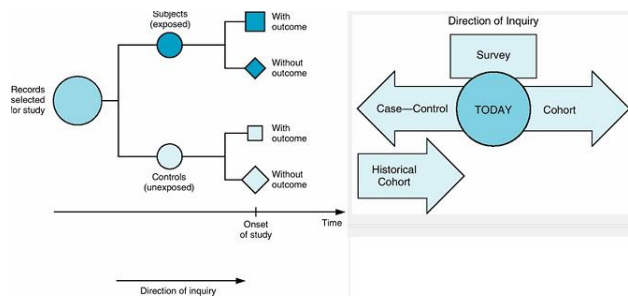 Subjects
(exposed)
With
outcome
Without
outcome
Records
selected
for study
With
outcome
Without
outcome
Controls
(unexposed)
Time
Onset
of study
Direction of inquiry
Direction of Inquiry
Survey
Case—Control
TODAY
Cohort
Historical
Cohort